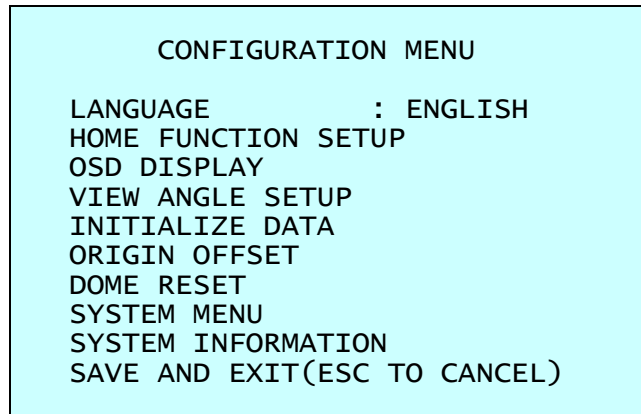 CONFIGURATION MENU
LANGUAGE : ENGLISH
HOME FUNCTION SETUP
OSD DISPLAY
VIEW ANGLE SETUP
INITIALIZE DATA
ORIGIN OFFSET
DOME RESET
SYSTEM MENU
SYSTEM INFORMATION
SAVE AND EXIT(ESC TO CANCEL)